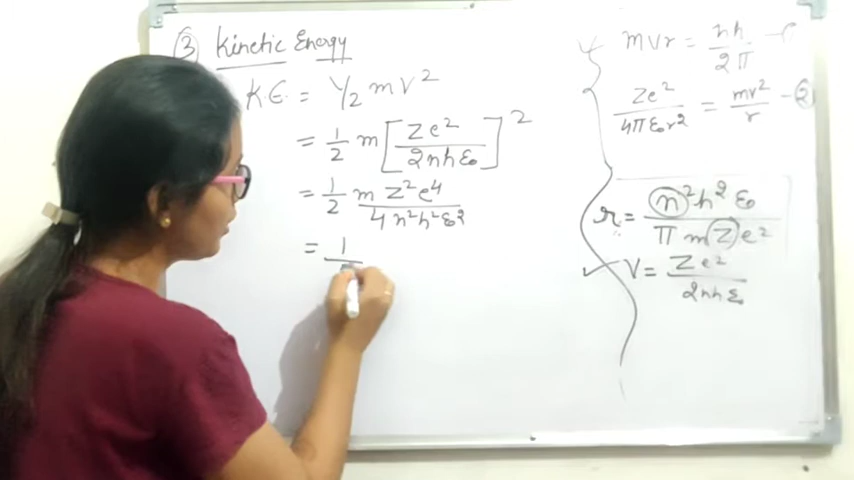 ③ Kinetic Energy
K.E. = 1/2 mv²
= 1/2 m [Ze²/2nhε₀]²
= 1/2 mZ²e⁴/4n²h²ε₀²
= 1/
mvr = nh/2π - 1
Ze²/4πε₀r² = mv²/r - ②
r = n²h²ε₀/πmZe²
✓ V = Ze²/2nhε₀